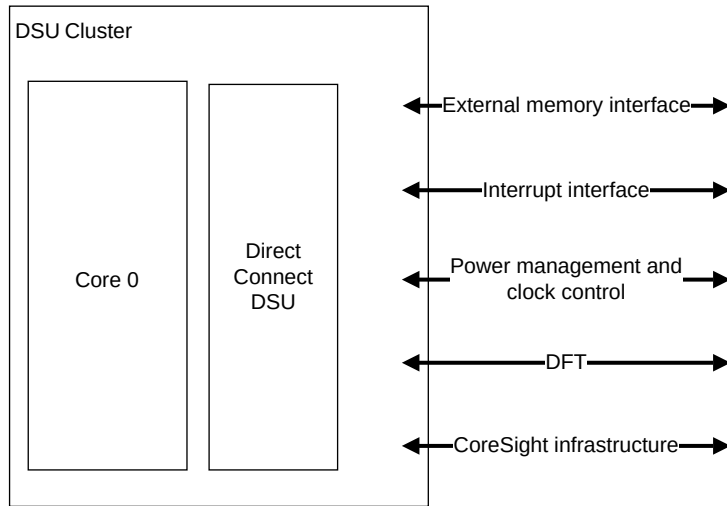 DSU Cluster
Core 0
Direct
Connect
DSU
External memory interface
Interrupt interface
Power management and
clock control
DFT
CoreSight infrastructure